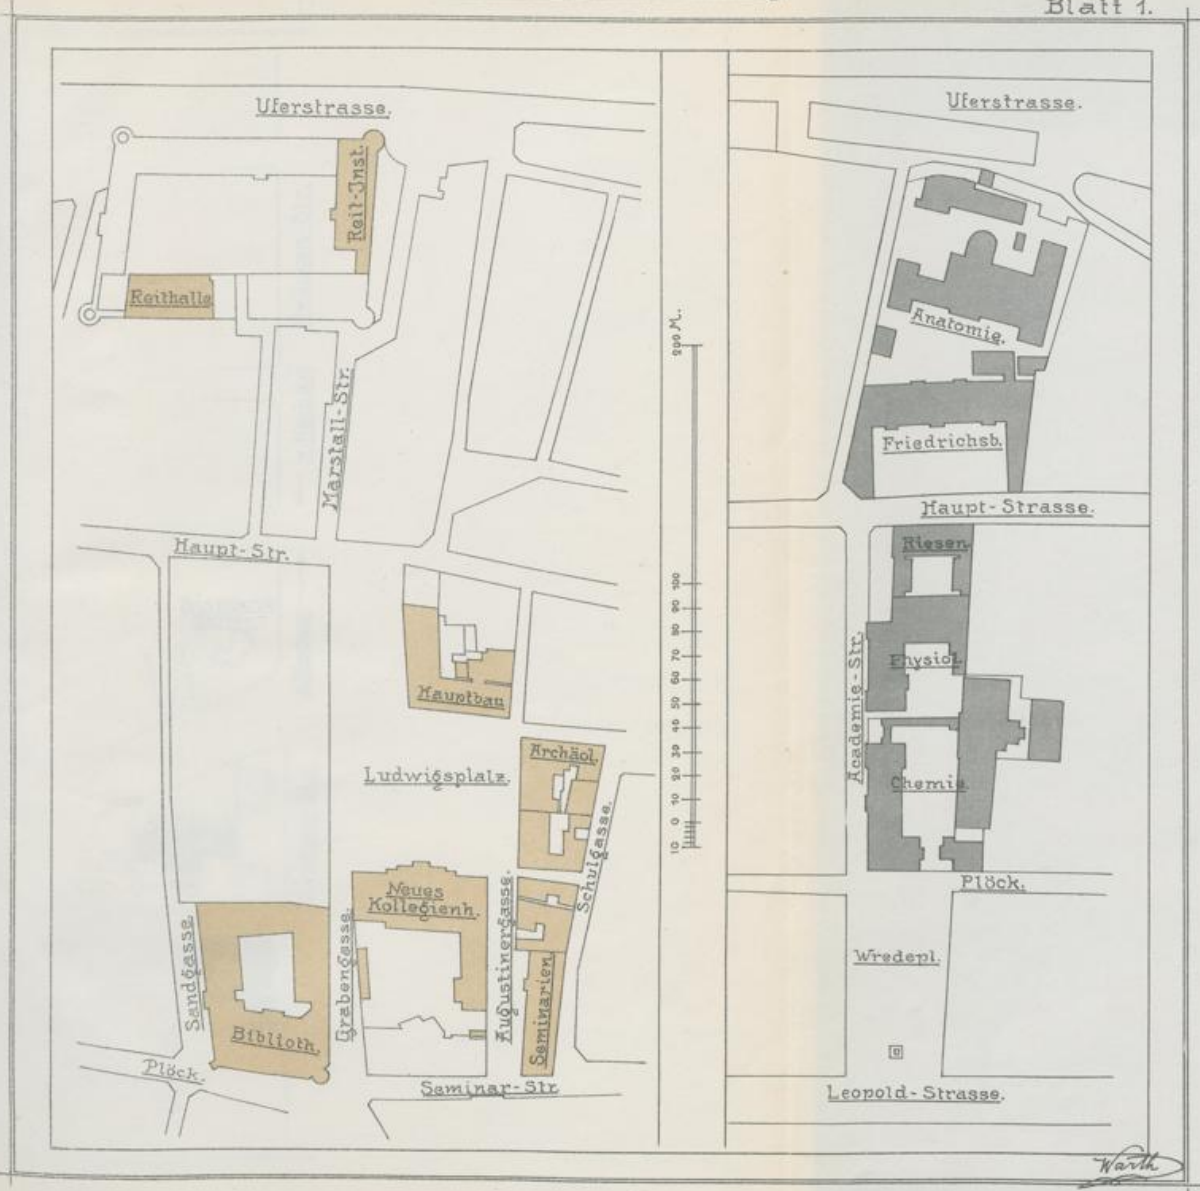 Blatt 1.
Uferstrasse.
Reit-Inst.
Reithalle
Marstall-Str.
Haupt-Str.
Hauptbau
Ludwigsplatz.
Archäol.
Schulgasse.
Neues
Kollegienh.
Augustinergasse.
Grabengasse.
Sandgasse.
Biblioth.
Seminarien.
Plöck.
Seminar-Str
200 M.
100
90
80
70
60
50
40
30
20
10
0
10
Uferstrasse.
Anatomie.
Friedrichsb.
Haupt-Strasse.
Riesen
Academie-Str.
Physiol.
Chemie.
Plöck.
Wredepl.
Leopold-Strasse.
Warth